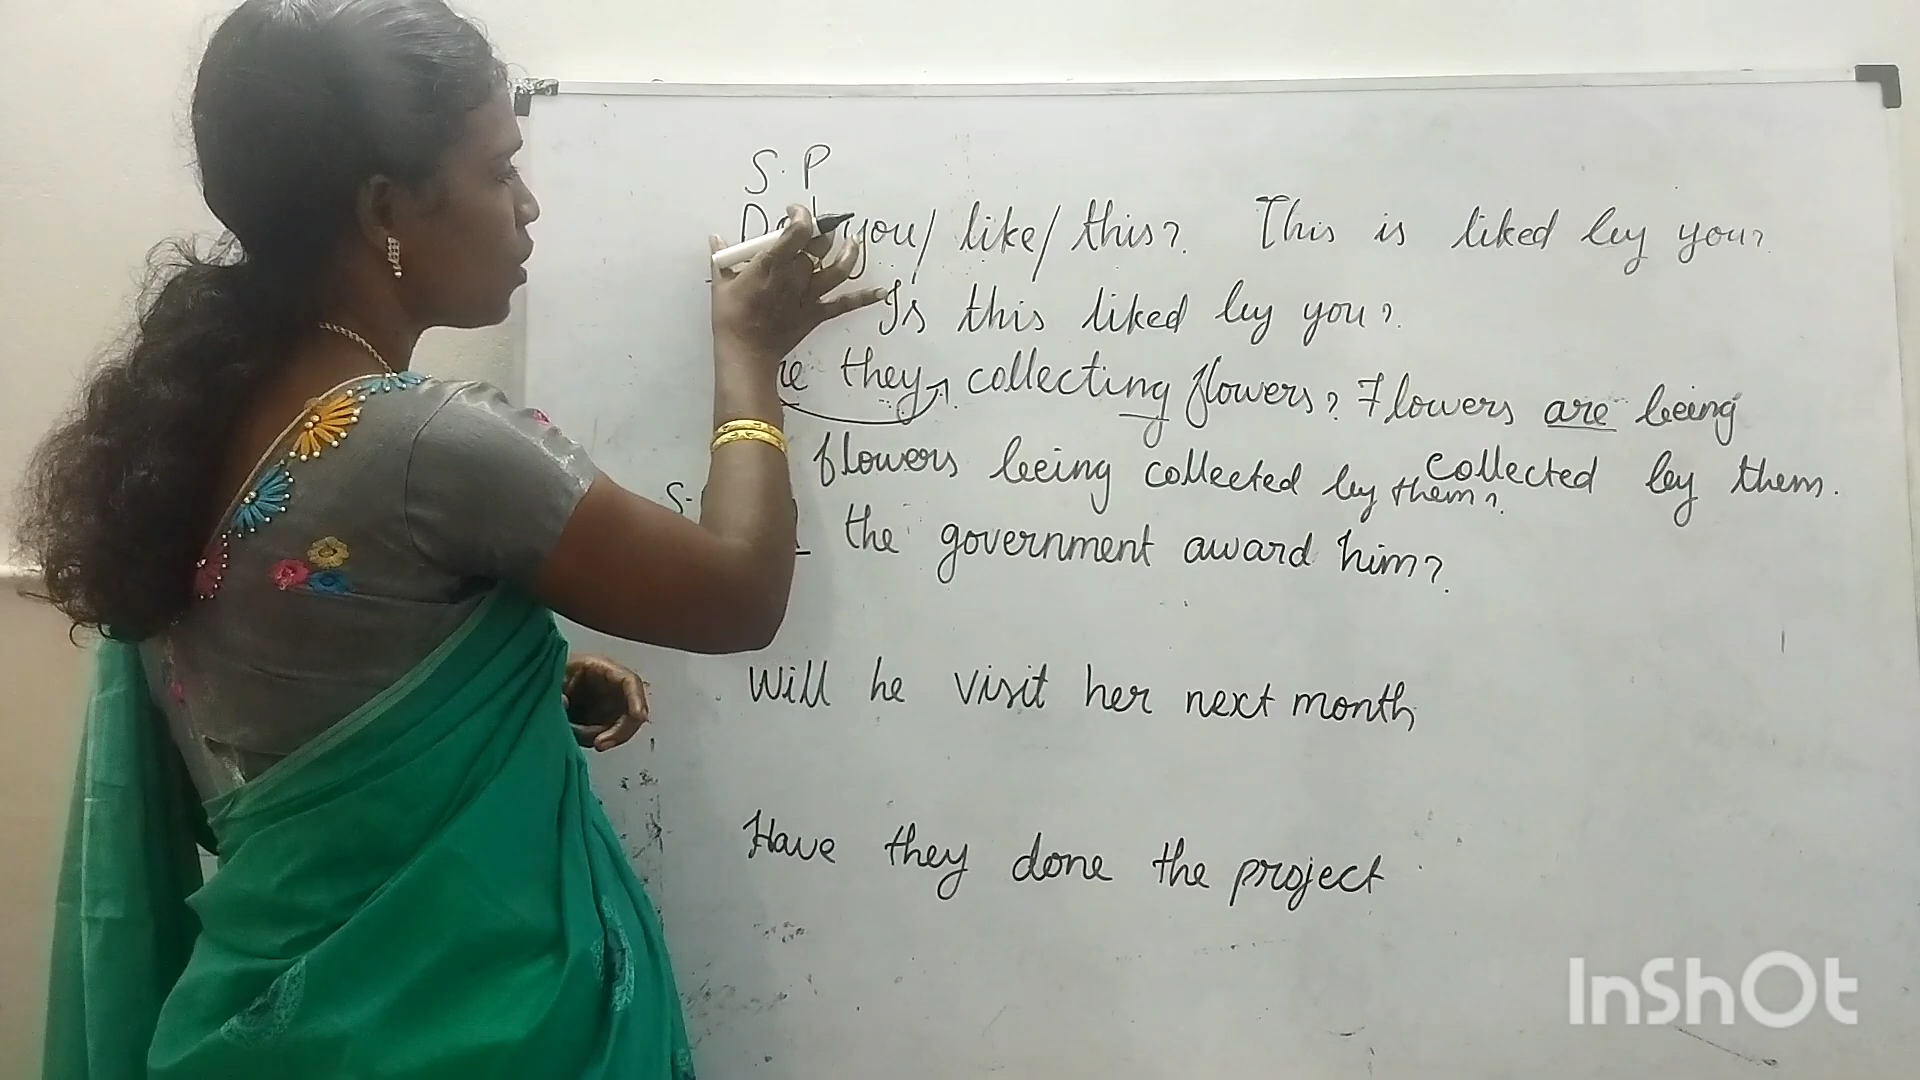 S. P
Do you/ like/ this? This is liked by you?
Is this liked by you?
they collecting flowers? Flowers are being
flowers being collected by them? collected by them.
S.
the government award him?
Will he visit her next month
Have they done the project
InShOt